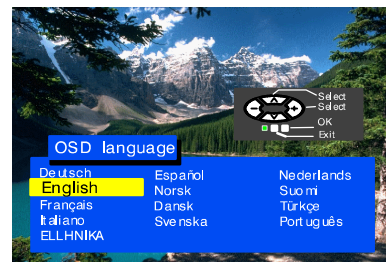 Select
Select
OK
Exit
OSD language
Deutsch
English
Français
Italiano
ELLHNIKA
Español
Norsk
Dansk
Svenska
Nederlands
Suomi
Türkçe
Português